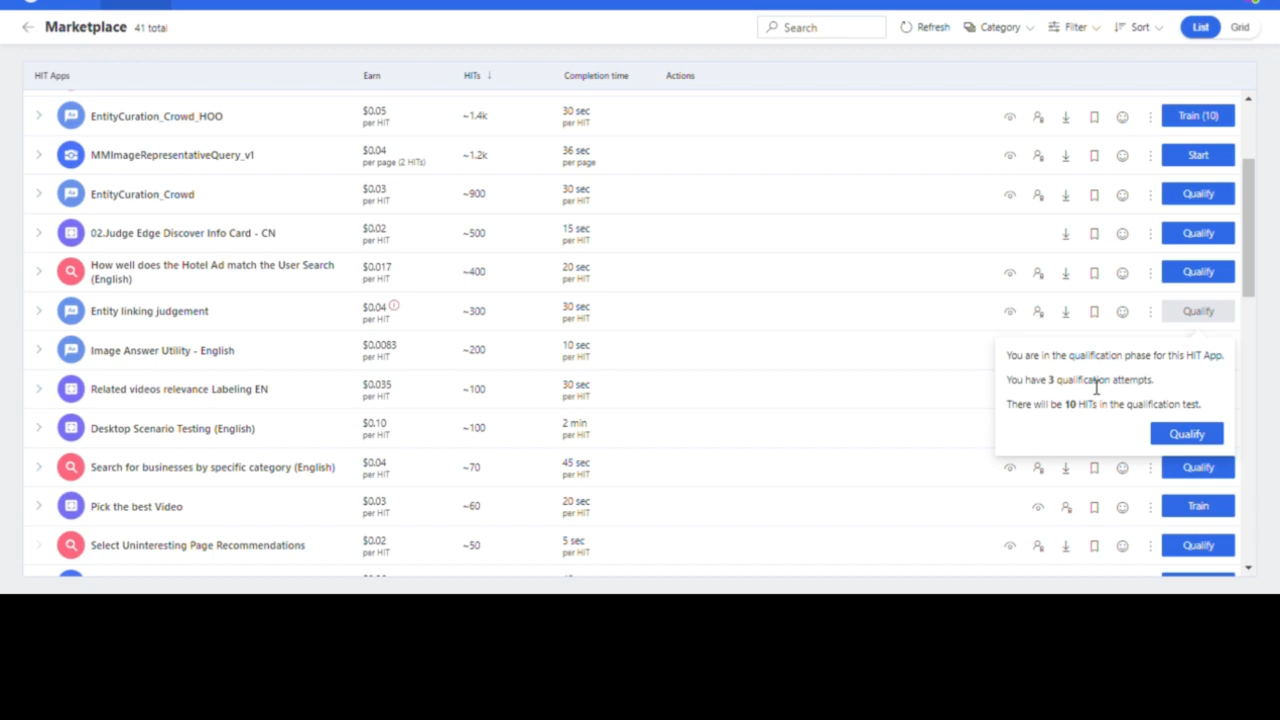 Marketplace 41 total Search Refresh Category Filter Sort List Grid
HIT Apps Earn HITs ↓ Completion time Actions
EntityCuration_Crowd_HOO $0.05 per HIT ~1.4k 30 sec per HIT Train (10)
MMImageRepresentativeQuery_v1 $0.04 per page (2 HITs) ~1.2k 36 sec per page Start
EntityCuration_Crowd $0.03 per HIT ~900 30 sec per HIT Qualify
02.Judge Edge Discover Info Card - CN $0.02 per HIT ~500 15 sec per HIT Qualify
How well does the Hotel Ad match the User Search (English) $0.017 per HIT ~400 20 sec per HIT Qualify
Entity linking judgement $0.04 per HIT ~300 30 sec per HIT Qualify
Image Answer Utility - English $0.0083 per HIT ~200 10 sec per HIT
You are in the qualification phase for this HIT App.
You have 3 qualification attempts.
There will be 10 HITs in the qualification test.
Qualify
Related videos relevance Labeling EN $0.035 per HIT ~100 30 sec per HIT
Desktop Scenario Testing (English) $0.10 per HIT ~100 2 min per HIT
Search for businesses by specific category (English) $0.04 per HIT ~70 45 sec per HIT Qualify
Pick the best Video $0.03 per HIT ~60 20 sec per HIT Train
Select Uninteresting Page Recommendations $0.02 per HIT ~50 5 sec per HIT Qualify